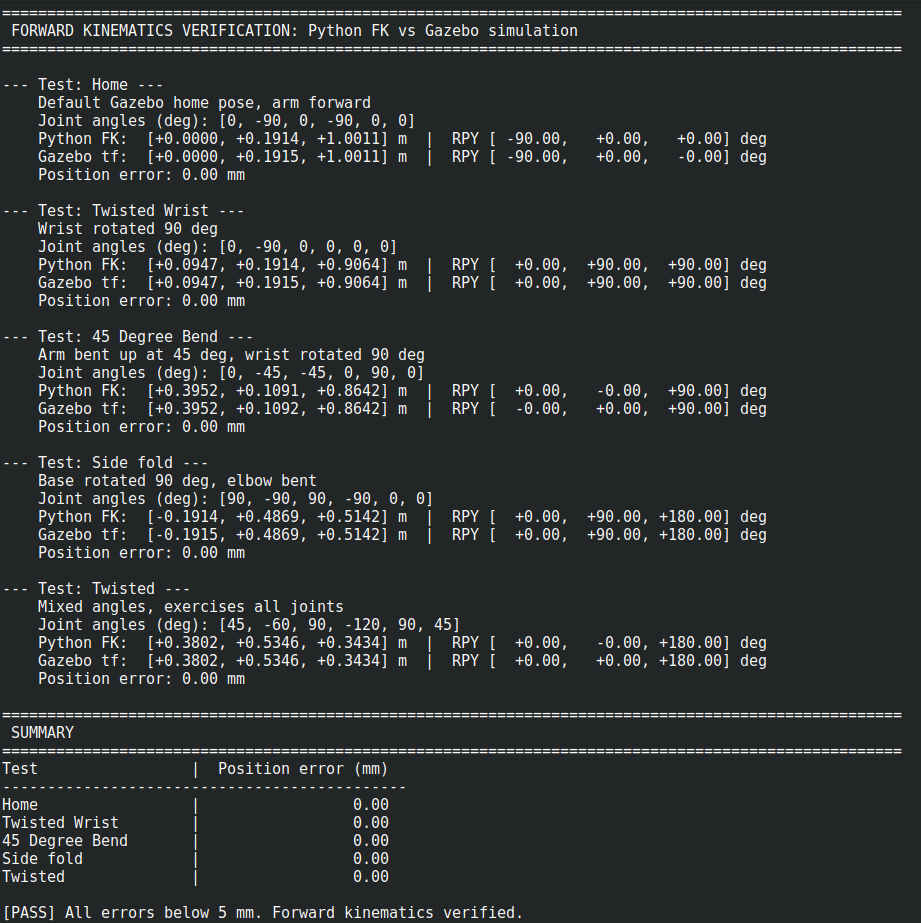 ====================================================================================================
 FORWARD KINEMATICS VERIFICATION: Python FK vs Gazebo simulation
====================================================================================================

--- Test: Home ---
    Default Gazebo home pose, arm forward
    Joint angles (deg): [0, -90, 0, -90, 0, 0]
    Python FK:  [+0.0000, +0.1914, +1.0011] m  |  RPY [ -90.00,   +0.00,   +0.00] deg
    Gazebo tf:  [+0.0000, +0.1915, +1.0011] m  |  RPY [ -90.00,   +0.00,   -0.00] deg
    Position error: 0.00 mm

--- Test: Twisted Wrist ---
    Wrist rotated 90 deg
    Joint angles (deg): [0, -90, 0, 0, 0, 0]
    Python FK:  [+0.0947, +0.1914, +0.9064] m  |  RPY [  +0.00,  +90.00,  +90.00] deg
    Gazebo tf:  [+0.0947, +0.1915, +0.9064] m  |  RPY [  +0.00,  +90.00,  +90.00] deg
    Position error: 0.00 mm

--- Test: 45 Degree Bend ---
    Arm bent up at 45 deg, wrist rotated 90 deg
    Joint angles (deg): [0, -45, -45, 0, 90, 0]
    Python FK:  [+0.3952, +0.1091, +0.8642] m  |  RPY [  +0.00,   -0.00,  +90.00] deg
    Gazebo tf:  [+0.3952, +0.1092, +0.8642] m  |  RPY [  -0.00,   +0.00,  +90.00] deg
    Position error: 0.00 mm

--- Test: Side fold ---
    Base rotated 90 deg, elbow bent
    Joint angles (deg): [90, -90, 90, -90, 0, 0]
    Python FK:  [-0.1914, +0.4869, +0.5142] m  |  RPY [  +0.00,  +90.00, +180.00] deg
    Gazebo tf:  [-0.1915, +0.4869, +0.5142] m  |  RPY [  +0.00,  +90.00, +180.00] deg
    Position error: 0.00 mm

--- Test: Twisted ---
    Mixed angles, exercises all joints
    Joint angles (deg): [45, -60, 90, -120, 90, 45]
    Python FK:  [+0.3802, +0.5346, +0.3434] m  |  RPY [  +0.00,   -0.00, +180.00] deg
    Gazebo tf:  [+0.3802, +0.5346, +0.3434] m  |  RPY [  +0.00,   +0.00, +180.00] deg
    Position error: 0.00 mm

====================================================================================================
 SUMMARY
====================================================================================================
Test                 |  Position error (mm)
---------------------------------------------
Home                 |                 0.00
Twisted Wrist        |                 0.00
45 Degree Bend       |                 0.00
Side fold            |                 0.00
Twisted              |                 0.00

[PASS] All errors below 5 mm. Forward kinematics verified.